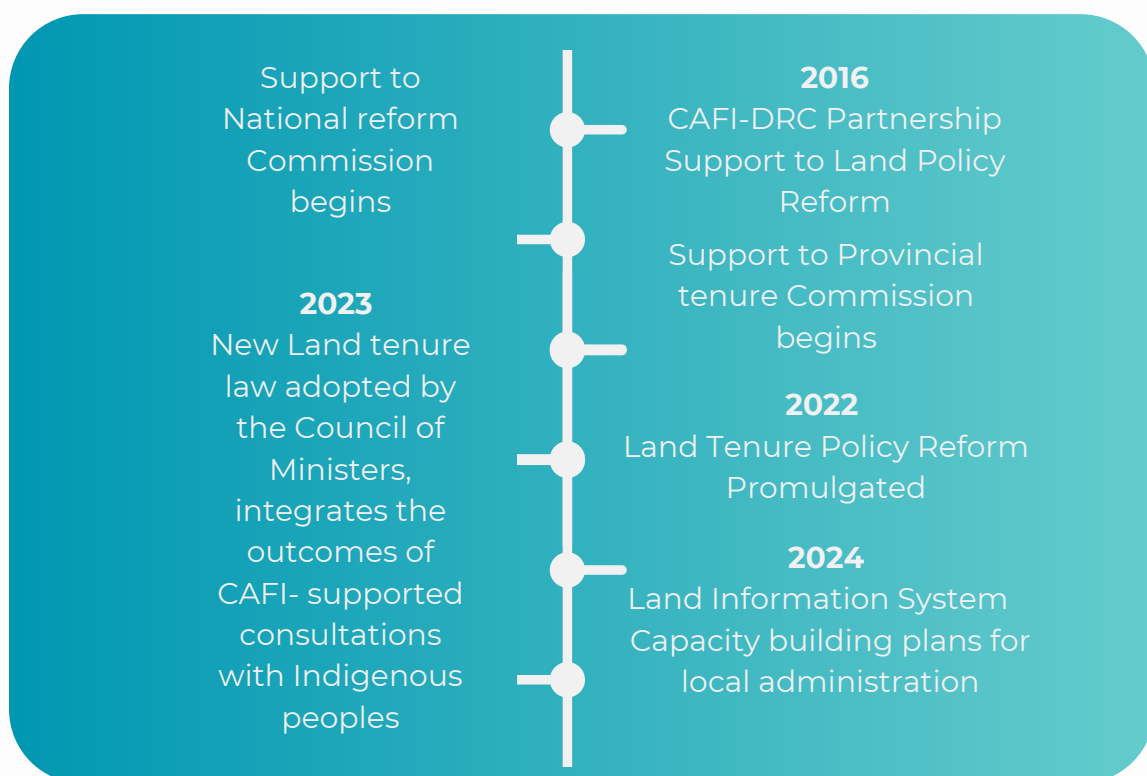 Support to
National reform
Commission
begins
2023
New Land tenure
law adopted by
the Council of
Ministers,
integrates the
outcomes of
CAFI- supported
consultations
with Indigenous
peoples
2016
CAFI-DRC Partnership
Support to Land Policy
Reform
Support to Provincial
tenure Commission
begins
2022
Land Tenure Policy Reform
Promulgated
2024
Land Information System
Capacity building plans for
local administration